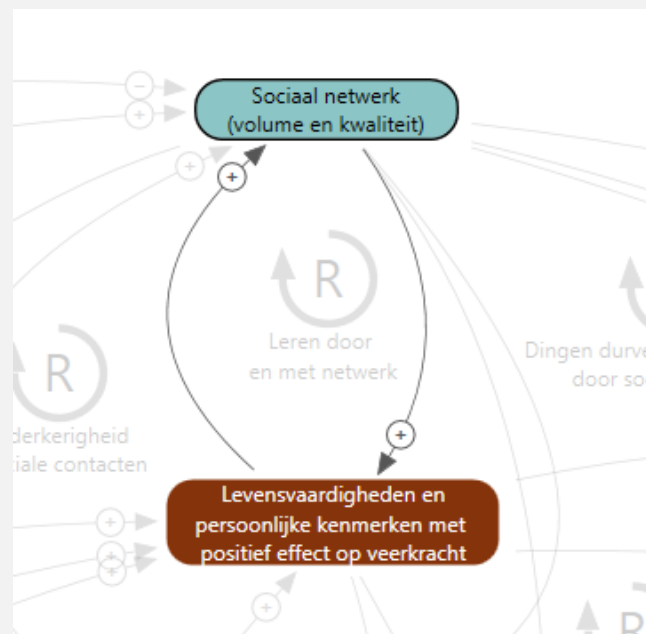 −
+
Sociaal netwerk
(volume en kwaliteit)
+
+
R
Leren door
en met netwerk
Dingen durve
door so
R
derkerigheid
iale contacten
+
Levensvaardigheden en
persoonlijke kenmerken met
positief effect op veerkracht
+
+
+
+
R